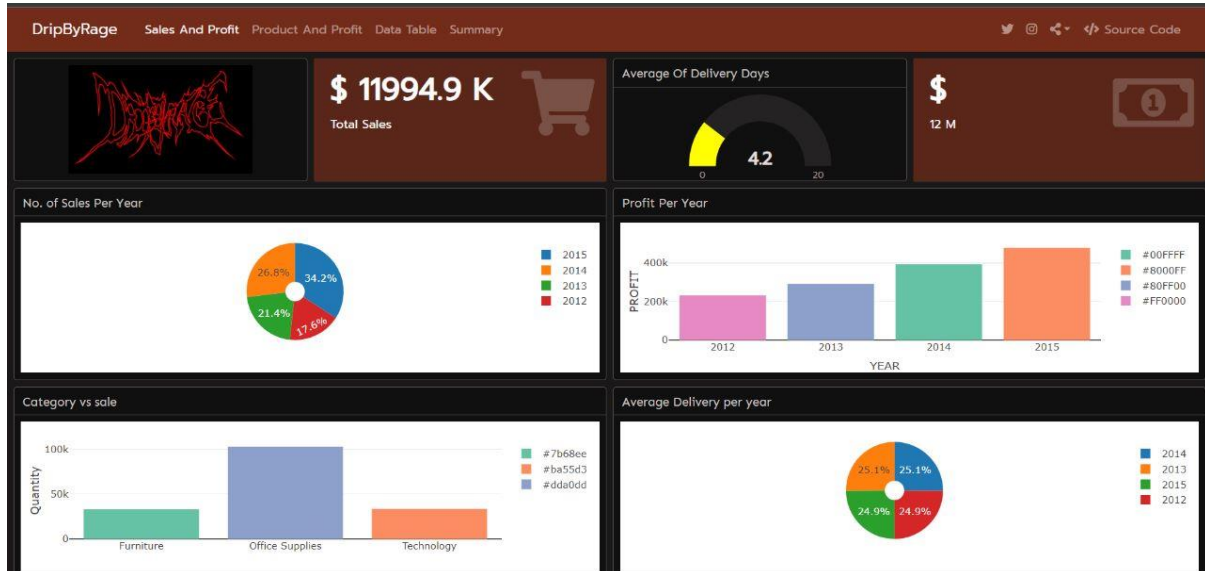 DripByRage Sales And Profit Product And Profit Data Table Summary </> Source Code
$ 11994.9 K
Total Sales
Average Of Delivery Days
4.2
0 20
$
12 M
1
No. of Sales Per Year
34.2%
26.8%
21.4%
17.6%
2015
2014
2013
2012
Profit Per Year
PROFIT
400k
200k
0
2012 2013 2014 2015
YEAR
#00FFFF
#8000FF
#80FF00
#FF0000
Category vs sale
Quantity
100k
50k
0
Furniture Office Supplies Technology
#7b68ee
#ba55d3
#dda0dd
Average Delivery per year
25.1% 25.1%
24.9% 24.9%
2014
2013
2015
2012